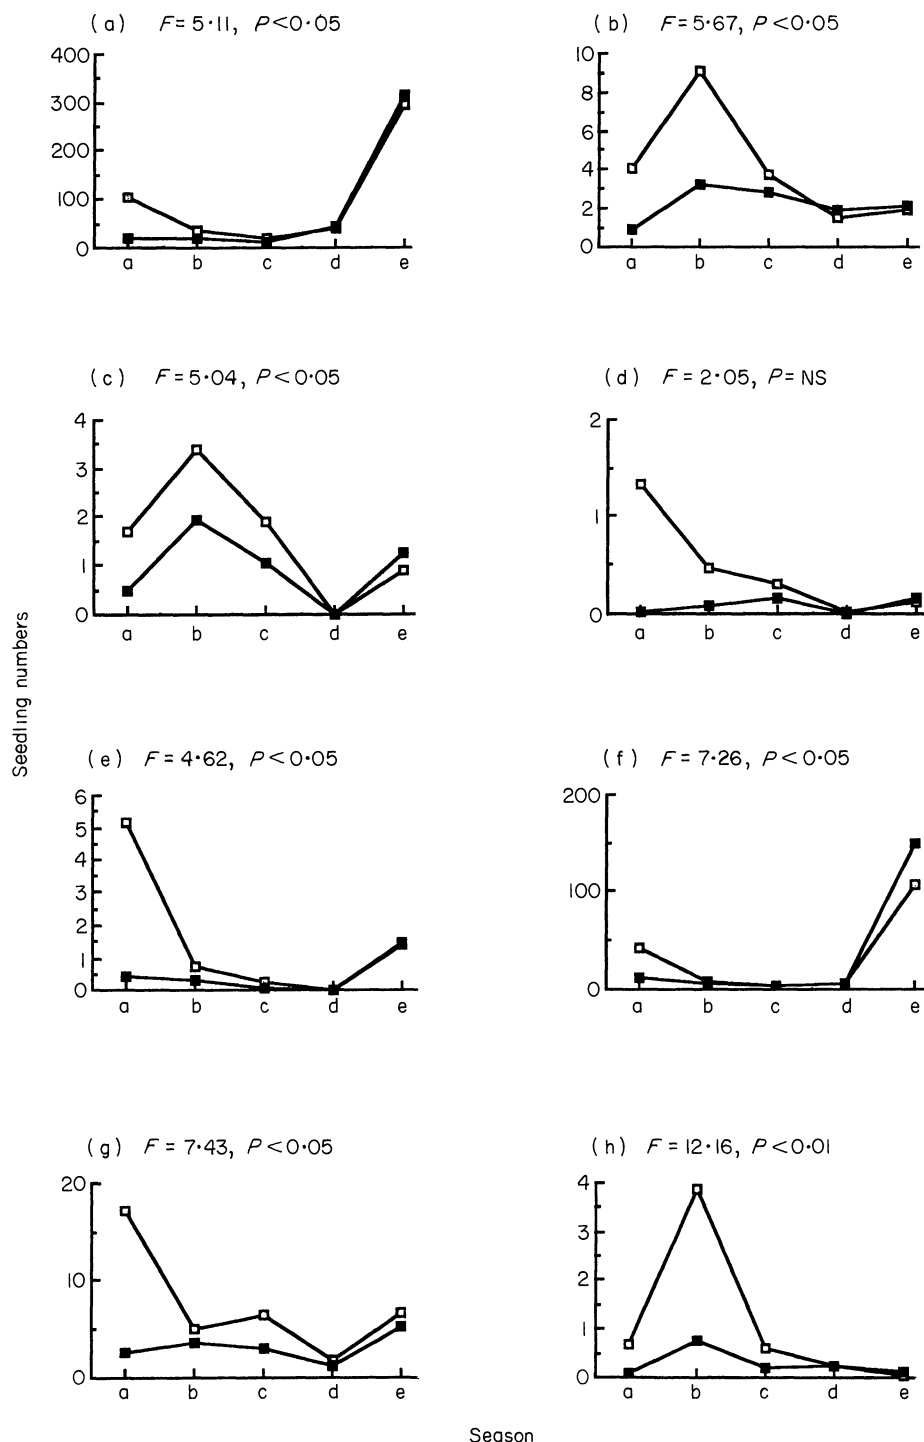 (a) F = 5·11, P < 0·05
400
300
200
100
0
a b c d e
(b) F = 5·67, P < 0·05
10
8
6
4
2
0
a b c d e
(c) F = 5·04, P < 0·05
4
3
2
1
0
a b c d e
(d) F = 2·05, P = NS
2
1
0
a b c d e
Seedling numbers
(e) F = 4·62, P < 0·05
6
5
4
3
2
1
0
a b c d e
(f) F = 7·26, P < 0·05
200
100
0
a b c d e
(g) F = 7·43, P < 0·05
20
10
0
a b c d e
(h) F = 12·16, P < 0·01
4
3
2
1
0
a b c d e
Season